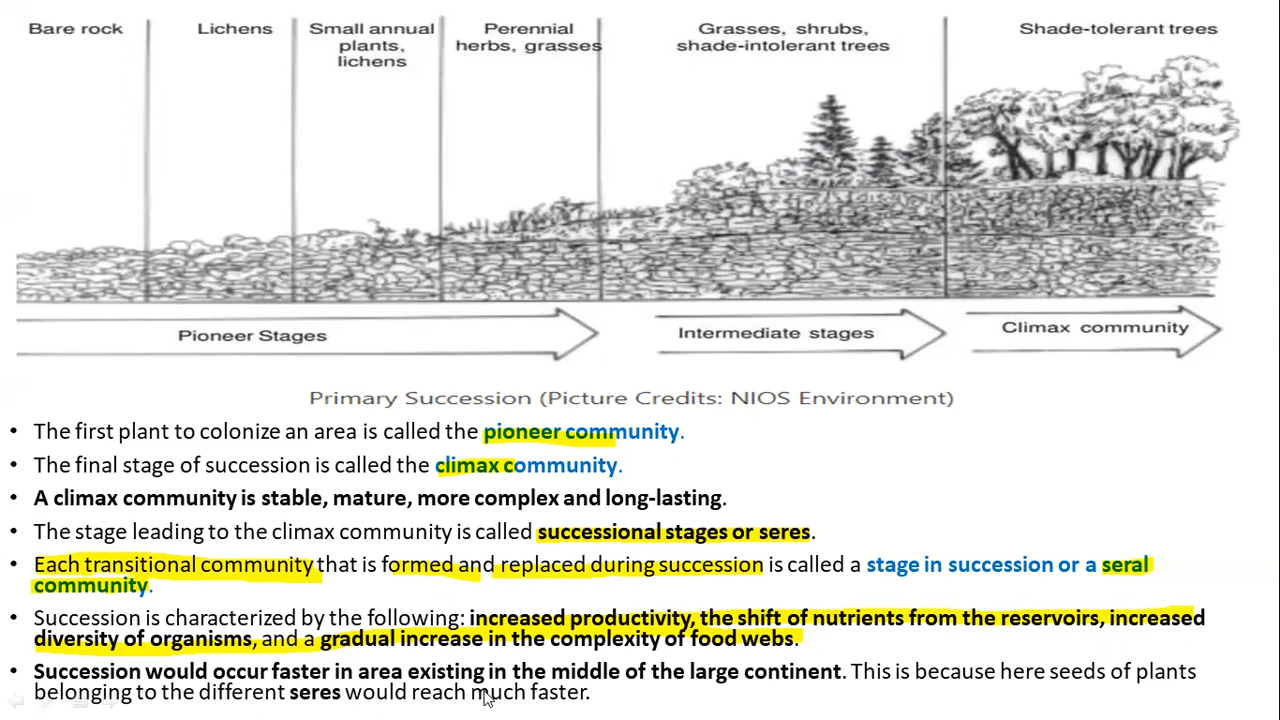 Bare rock
Lichens
Small annual
plants,
lichens
Perennial
herbs, grasses
Grasses, shrubs,
shade-intolerant trees
Shade-tolerant trees
Pioneer Stages
Intermediate stages
Climax community
Primary Succession (Picture Credits: NIOS Environment)
• The first plant to colonize an area is called the pioneer community.
• The final stage of succession is called the climax community.
• A climax community is stable, mature, more complex and long-lasting.
• The stage leading to the climax community is called successional stages or seres.
• Each transitional community that is formed and replaced during succession is called a stage in succession or a seral
community.
• Succession is characterized by the following: increased productivity, the shift of nutrients from the reservoirs, increased
diversity of organisms, and a gradual increase in the complexity of food webs.
• Succession would occur faster in area existing in the middle of the large continent. This is because here seeds of plants
belonging to the different seres would reach much faster.